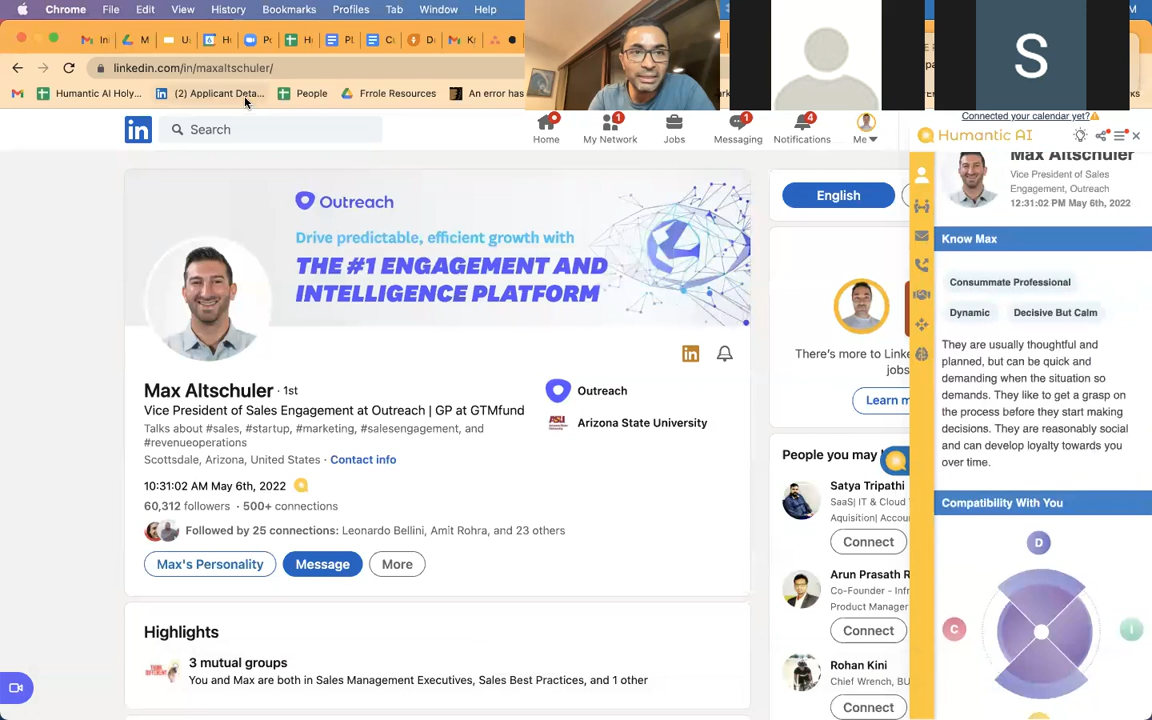 Chrome File Edit View History Bookmarks Profiles Tab Window Help
linkedin.com/in/maxaltschuler/
Humantic AI Holy...
(2) Applicant Deta...
People
Frrole Resources
An error has
S
in
Search
Home
1
My Network
Jobs
1
Messaging
4
Notifications
Me
Connected your calendar yet?
Humantic AI
Outreach
Drive predictable, efficient growth with
THE #1 ENGAGEMENT AND
INTELLIGENCE PLATFORM
Max Altschuler · 1st
Vice President of Sales Engagement at Outreach | GP at GTMfund
Talks about #sales, #startup, #marketing, #salesengagement, and
#revenueoperations
Scottsdale, Arizona, United States · Contact info
10:31:02 AM May 6th, 2022
60,312 followers · 500+ connections
Followed by 25 connections: Leonardo Bellini, Amit Rohra, and 23 others
Max's Personality
Message
More
Outreach
ASU
Arizona State University
Highlights
3 mutual groups
You and Max are both in Sales Management Executives, Sales Best Practices, and 1 other
English
There's more to Linke
jobs
Learn m
People you may
Satya Tripathi
SaaS| IT & Cloud
Aquisition| Accou
Connect
Arun Prasath R
Co-Founder - Infr
Product Manager
Connect
Rohan Kini
Chief Wrench, BU
Connect
Max Altschuler
Vice President of Sales
Engagement, Outreach
12:31:02 PM May 6th, 2022
Know Max
Consummate Professional
Dynamic
Decisive But Calm
They are usually thoughtful and
planned, but can be quick and
demanding when the situation so
demands. They like to get a grasp on
the process before they start making
decisions. They are reasonably social
and can develop loyalty towards you
over time.
Compatibility With You
D
C
I